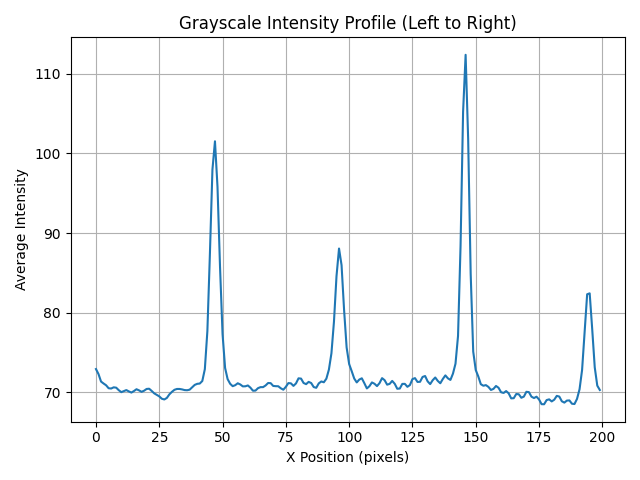 Grayscale Intensity Profile (Left to Right)
Average Intensity
110
100
90
80
70
0 25 50 75 100 125 150 175 200
X Position (pixels)